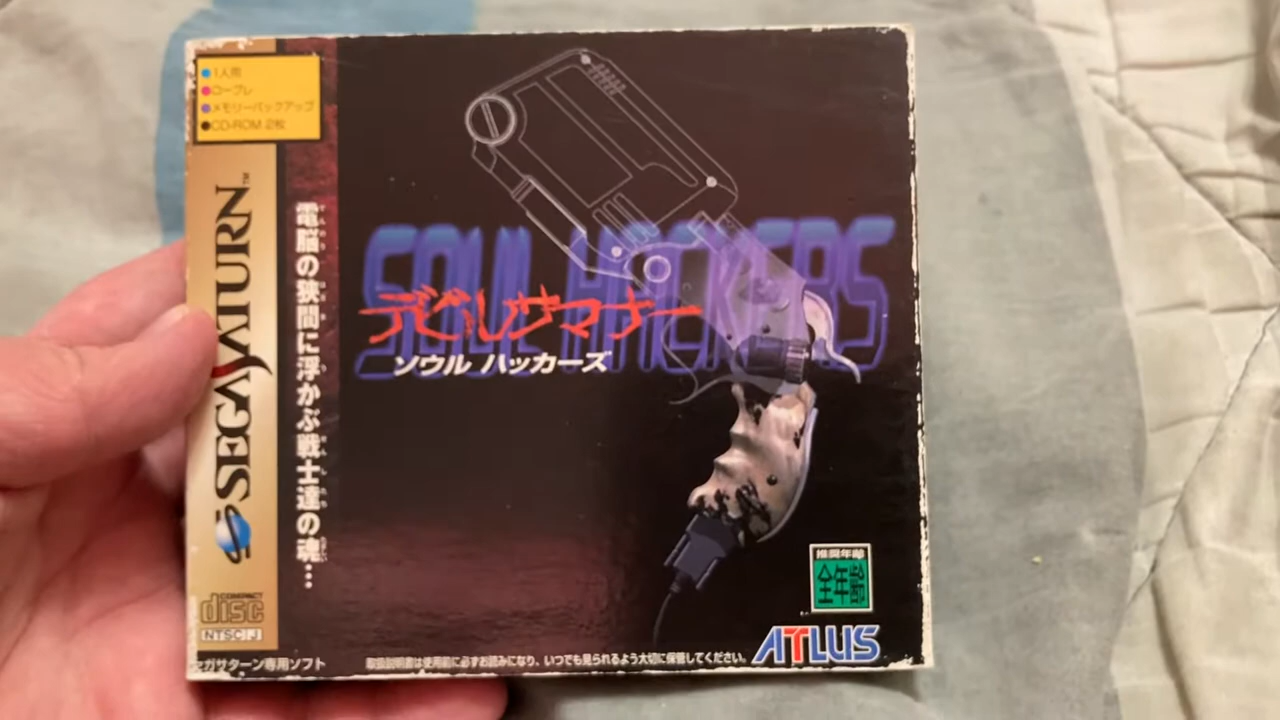 1人用
ロープレ
メモリーバックアップ
CD-ROM 2枚
SEGA SATURN™
電脳の狭間に浮かぶ戦士達の魂…
SOUL HACKERS
デビルサマナー
ソウル ハッカーズ
推奨年齢
全年齢
COMPACT
disc
NTSC J
ガサターン専用ソフト
取扱説明書は使用前に必ずお読みになり、いつでも見られるよう大切に保管してください。
ATLUS